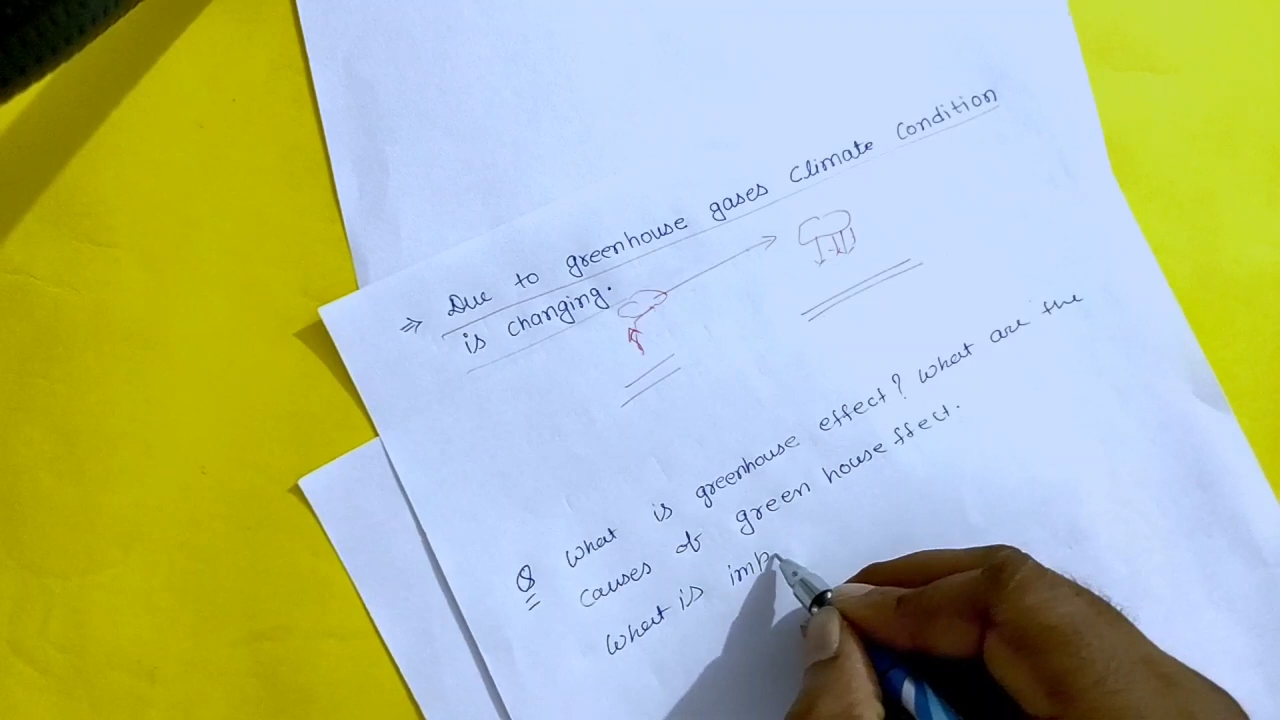 ⇒ Due to greenhouse gases Climate Condition
is changing.
Q What is greenhouse effect? What are the
causes of green house ffect.
What is imp